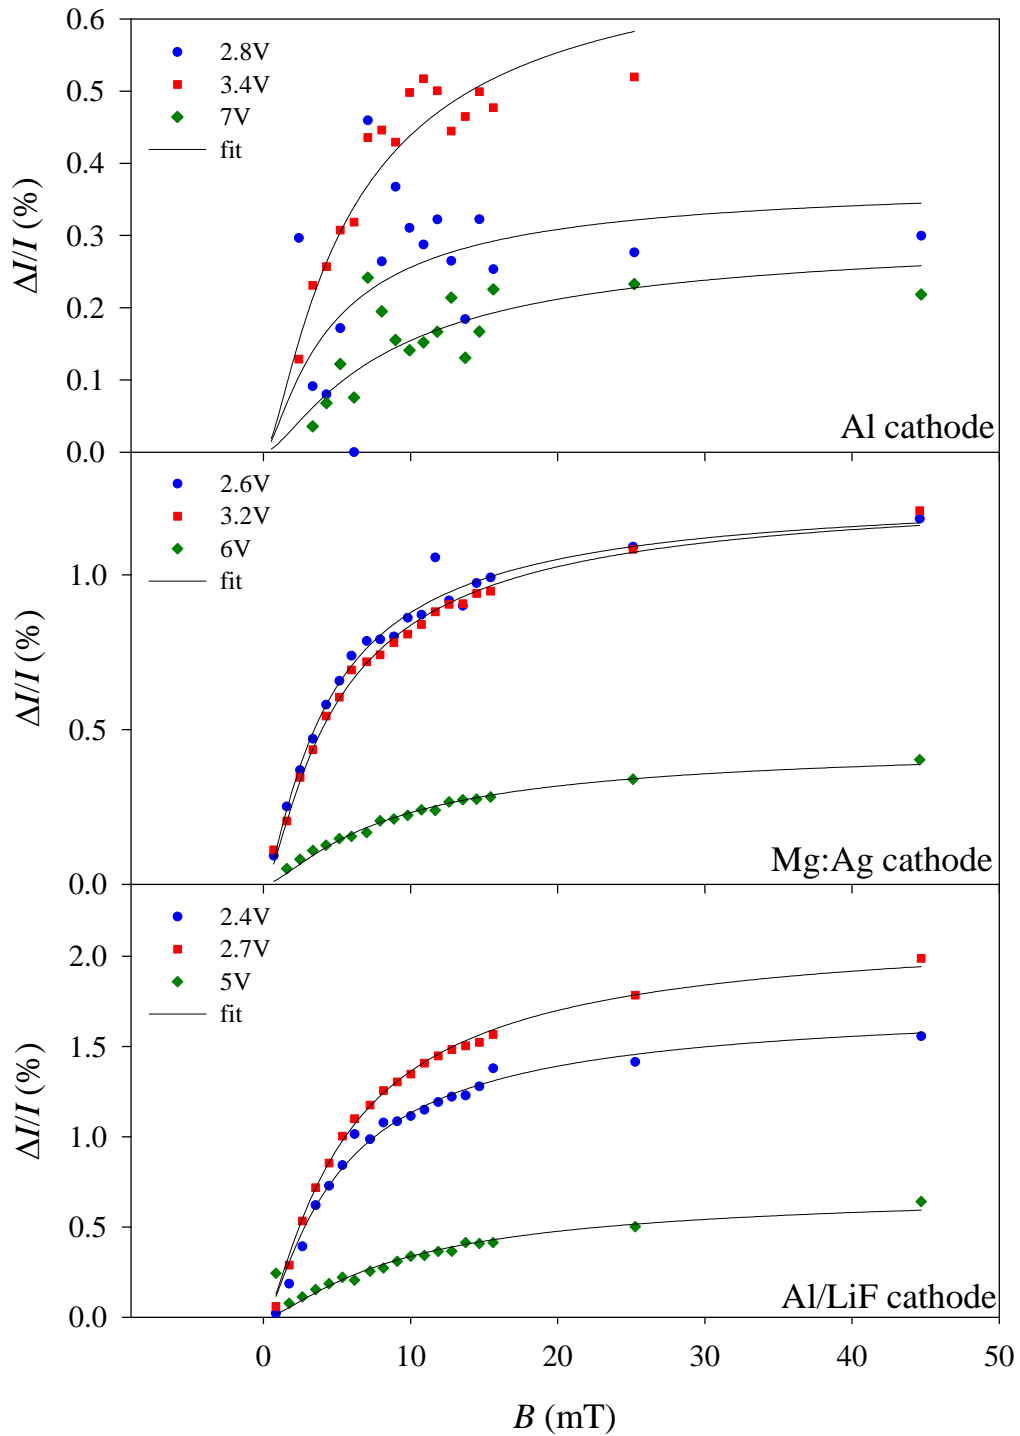 0.6
2.8V
3.4V
7V
fit
0.5
0.4
0.3
0.2
0.1
0.0
ΔI/I (%)
Al cathode
2.6V
3.2V
6V
fit
1.0
0.5
0.0
ΔI/I (%)
Mg:Ag cathode
2.4V
2.7V
5V
fit
2.0
1.5
1.0
0.5
0.0
ΔI/I (%)
Al/LiF cathode
0 10 20 30 40 50
B (mT)